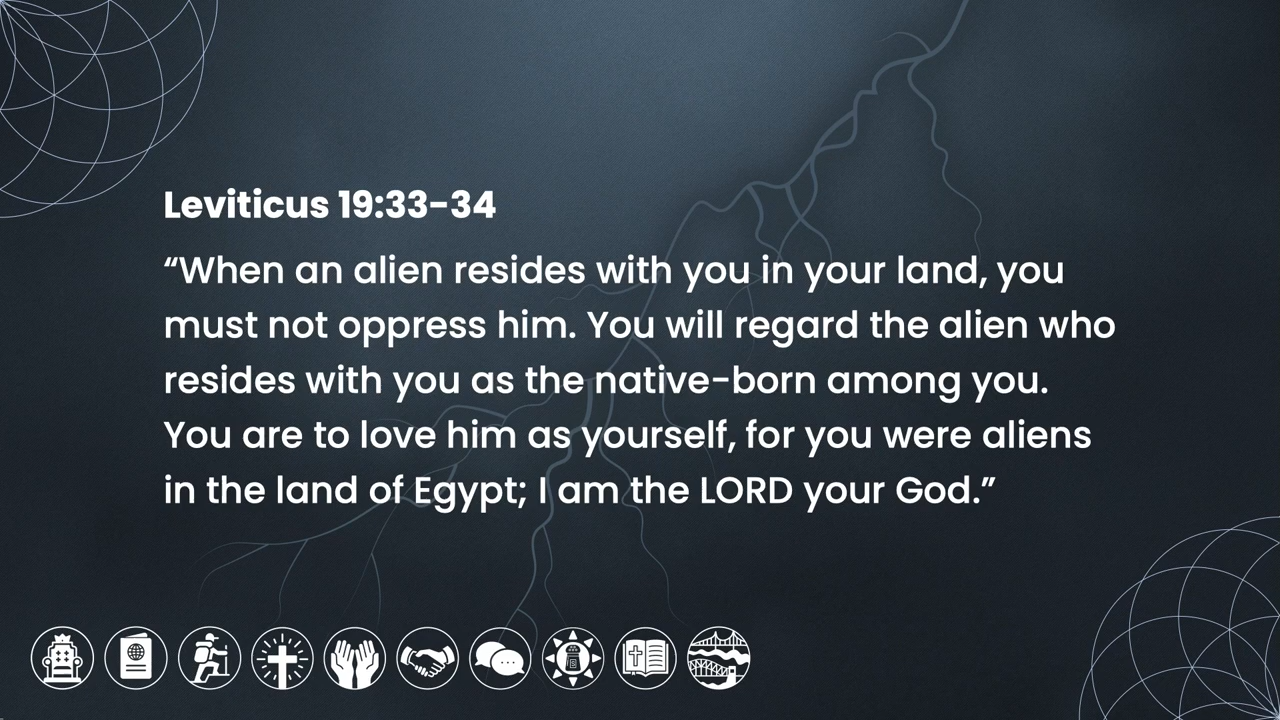 Leviticus 19:33-34
“When an alien resides with you in your land, you
must not oppress him. You will regard the alien who
resides with you as the native-born among you.
You are to love him as yourself, for you were aliens
in the land of Egypt; I am the LORD your God.”